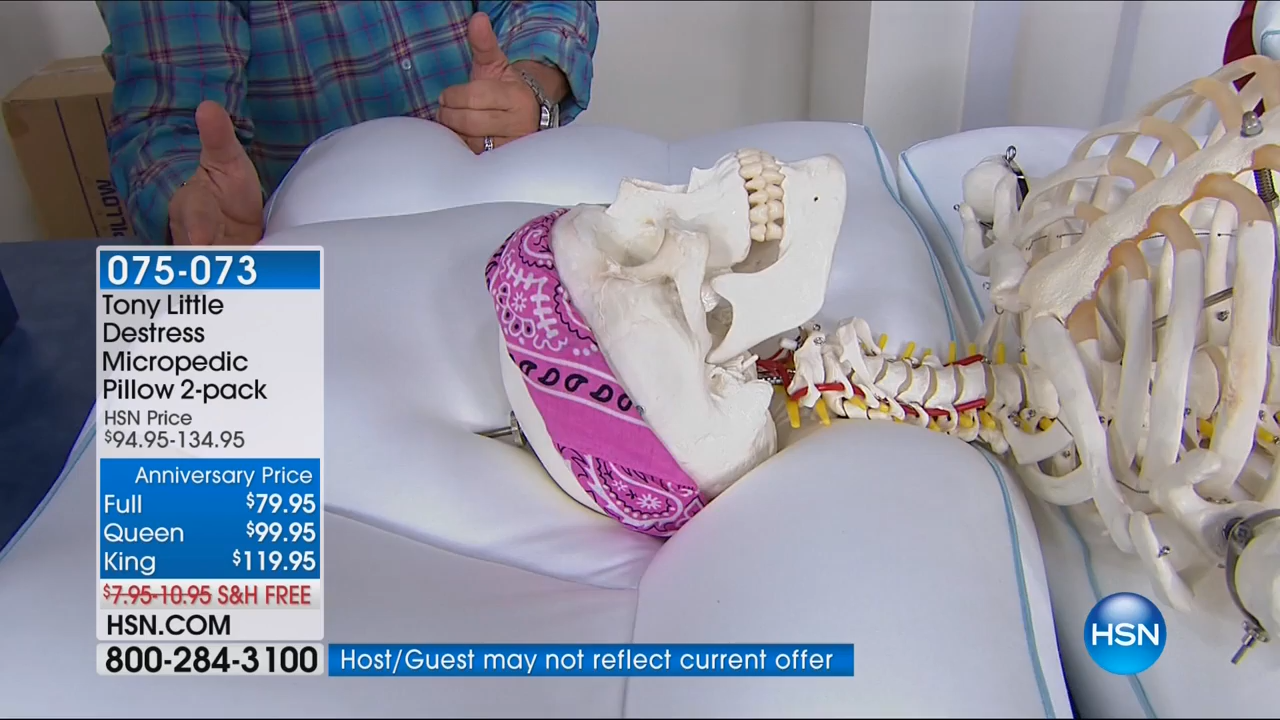 PILLOW
075-073
Tony Little
Destress
Micropedic
Pillow 2-pack
HSN Price
$94.95-134.95
Anniversary Price
Full $79.95
Queen $99.95
King $119.95
$7.95-10.95 S&H FREE
HSN.COM
800-284-3100
Host/Guest may not reflect current offer
HSN